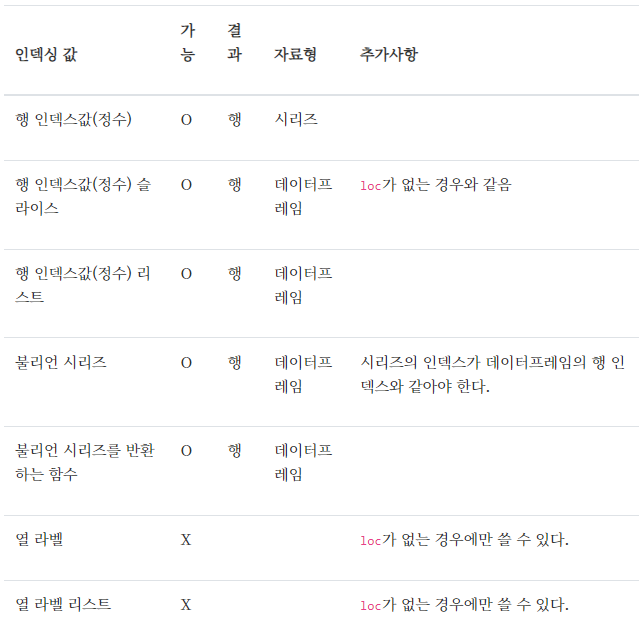 인덱싱 값 가능 결과 자료형 추가사항
행 인덱스값(정수) O 행 시리즈
행 인덱스값(정수) 슬 O 행 데이터프 loc가 없는 경우와 같음
라이스 레임
행 인덱스값(정수) 리 O 행 데이터프
스트 레임
불리언 시리즈 O 행 데이터프 시리즈의 인덱스가 데이터프레임의 행 인
레임 덱스와 같아야 한다.
불리언 시리즈를 반환 O 행 데이터프
하는 함수 레임
열 라벨 X loc가 없는 경우에만 쓸 수 있다.
열 라벨 리스트 X loc가 없는 경우에만 쓸 수 있다.